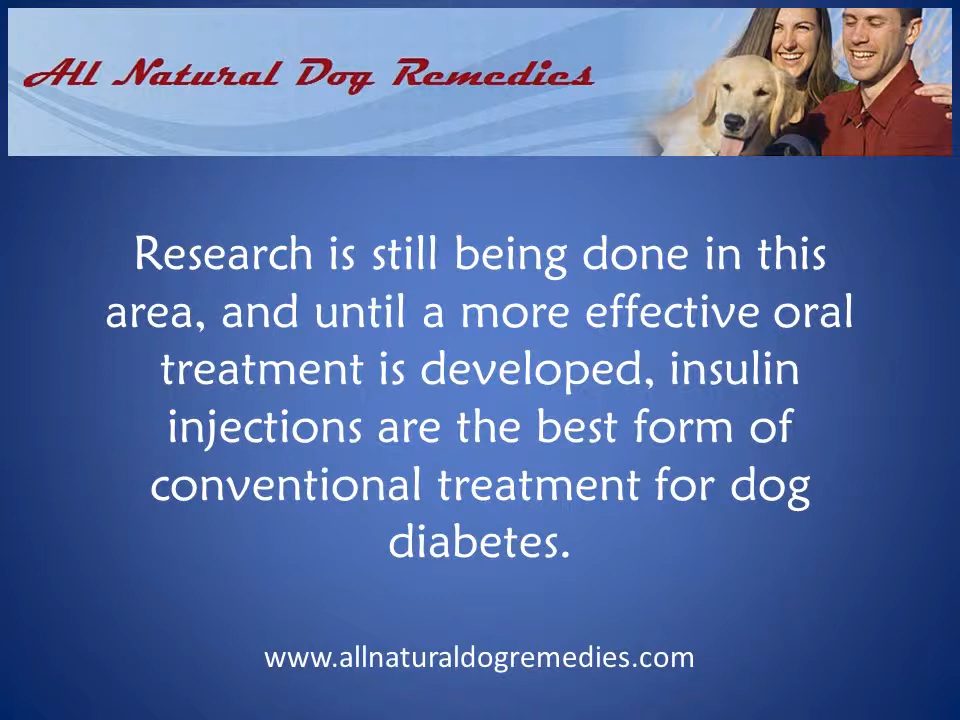 All Natural Dog Remedies
Research is still being done in this
area, and until a more effective oral
treatment is developed, insulin
injections are the best form of
conventional treatment for dog
diabetes.
www.allnaturaldogremedies.com